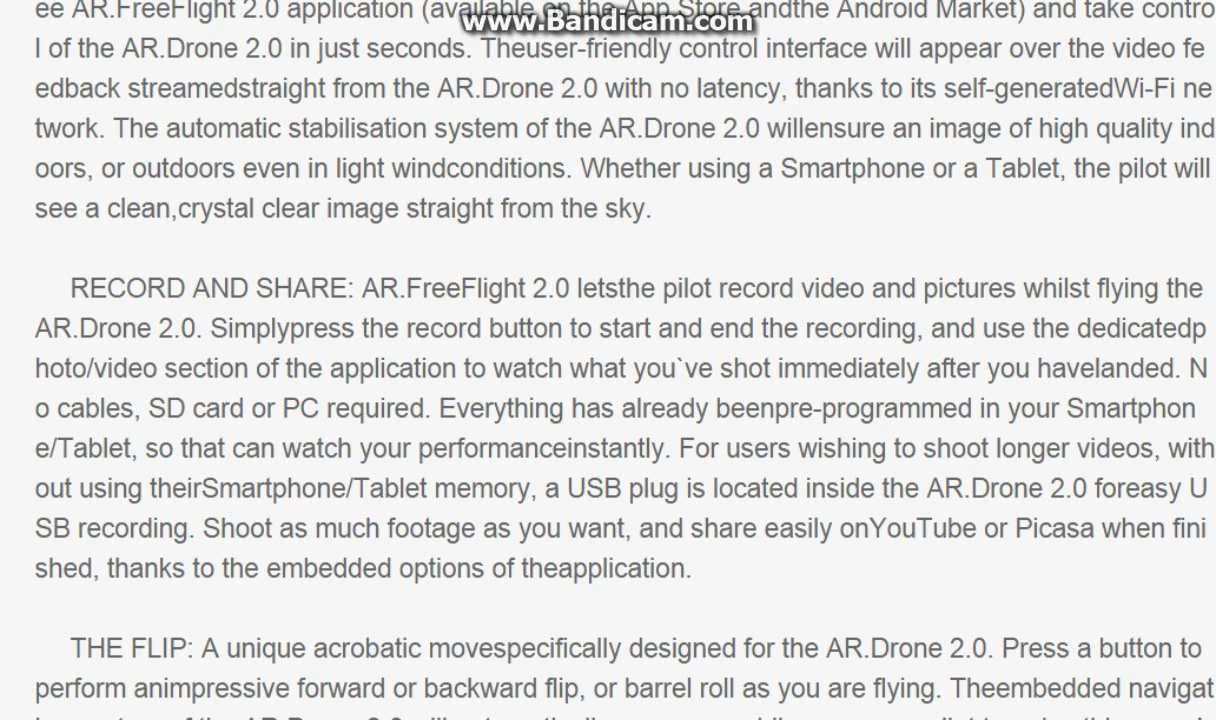 ee AR.FreeFlight 2.0 application (available on the App Store andthe Android Market) and take contro
www.Bandicam.com
l of the AR.Drone 2.0 in just seconds. Theuser-friendly control interface will appear over the video fe
edback streamedstraight from the AR.Drone 2.0 with no latency, thanks to its self-generatedWi-Fi ne
twork. The automatic stabilisation system of the AR.Drone 2.0 willensure an image of high quality ind
oors, or outdoors even in light windconditions. Whether using a Smartphone or a Tablet, the pilot will
see a clean,crystal clear image straight from the sky.
RECORD AND SHARE: AR.FreeFlight 2.0 letsthe pilot record video and pictures whilst flying the
AR.Drone 2.0. Simplypress the record button to start and end the recording, and use the dedicatedp
hoto/video section of the application to watch what you`ve shot immediately after you havelanded. N
o cables, SD card or PC required. Everything has already beenpre-programmed in your Smartphon
e/Tablet, so that can watch your performanceinstantly. For users wishing to shoot longer videos, with
out using theirSmartphone/Tablet memory, a USB plug is located inside the AR.Drone 2.0 foreasy U
SB recording. Shoot as much footage as you want, and share easily onYouTube or Picasa when fini
shed, thanks to the embedded options of theapplication.
THE FLIP: A unique acrobatic movespecifically designed for the AR.Drone 2.0. Press a button to
perform animpressive forward or backward flip, or barrel roll as you are flying. Theembedded navigat